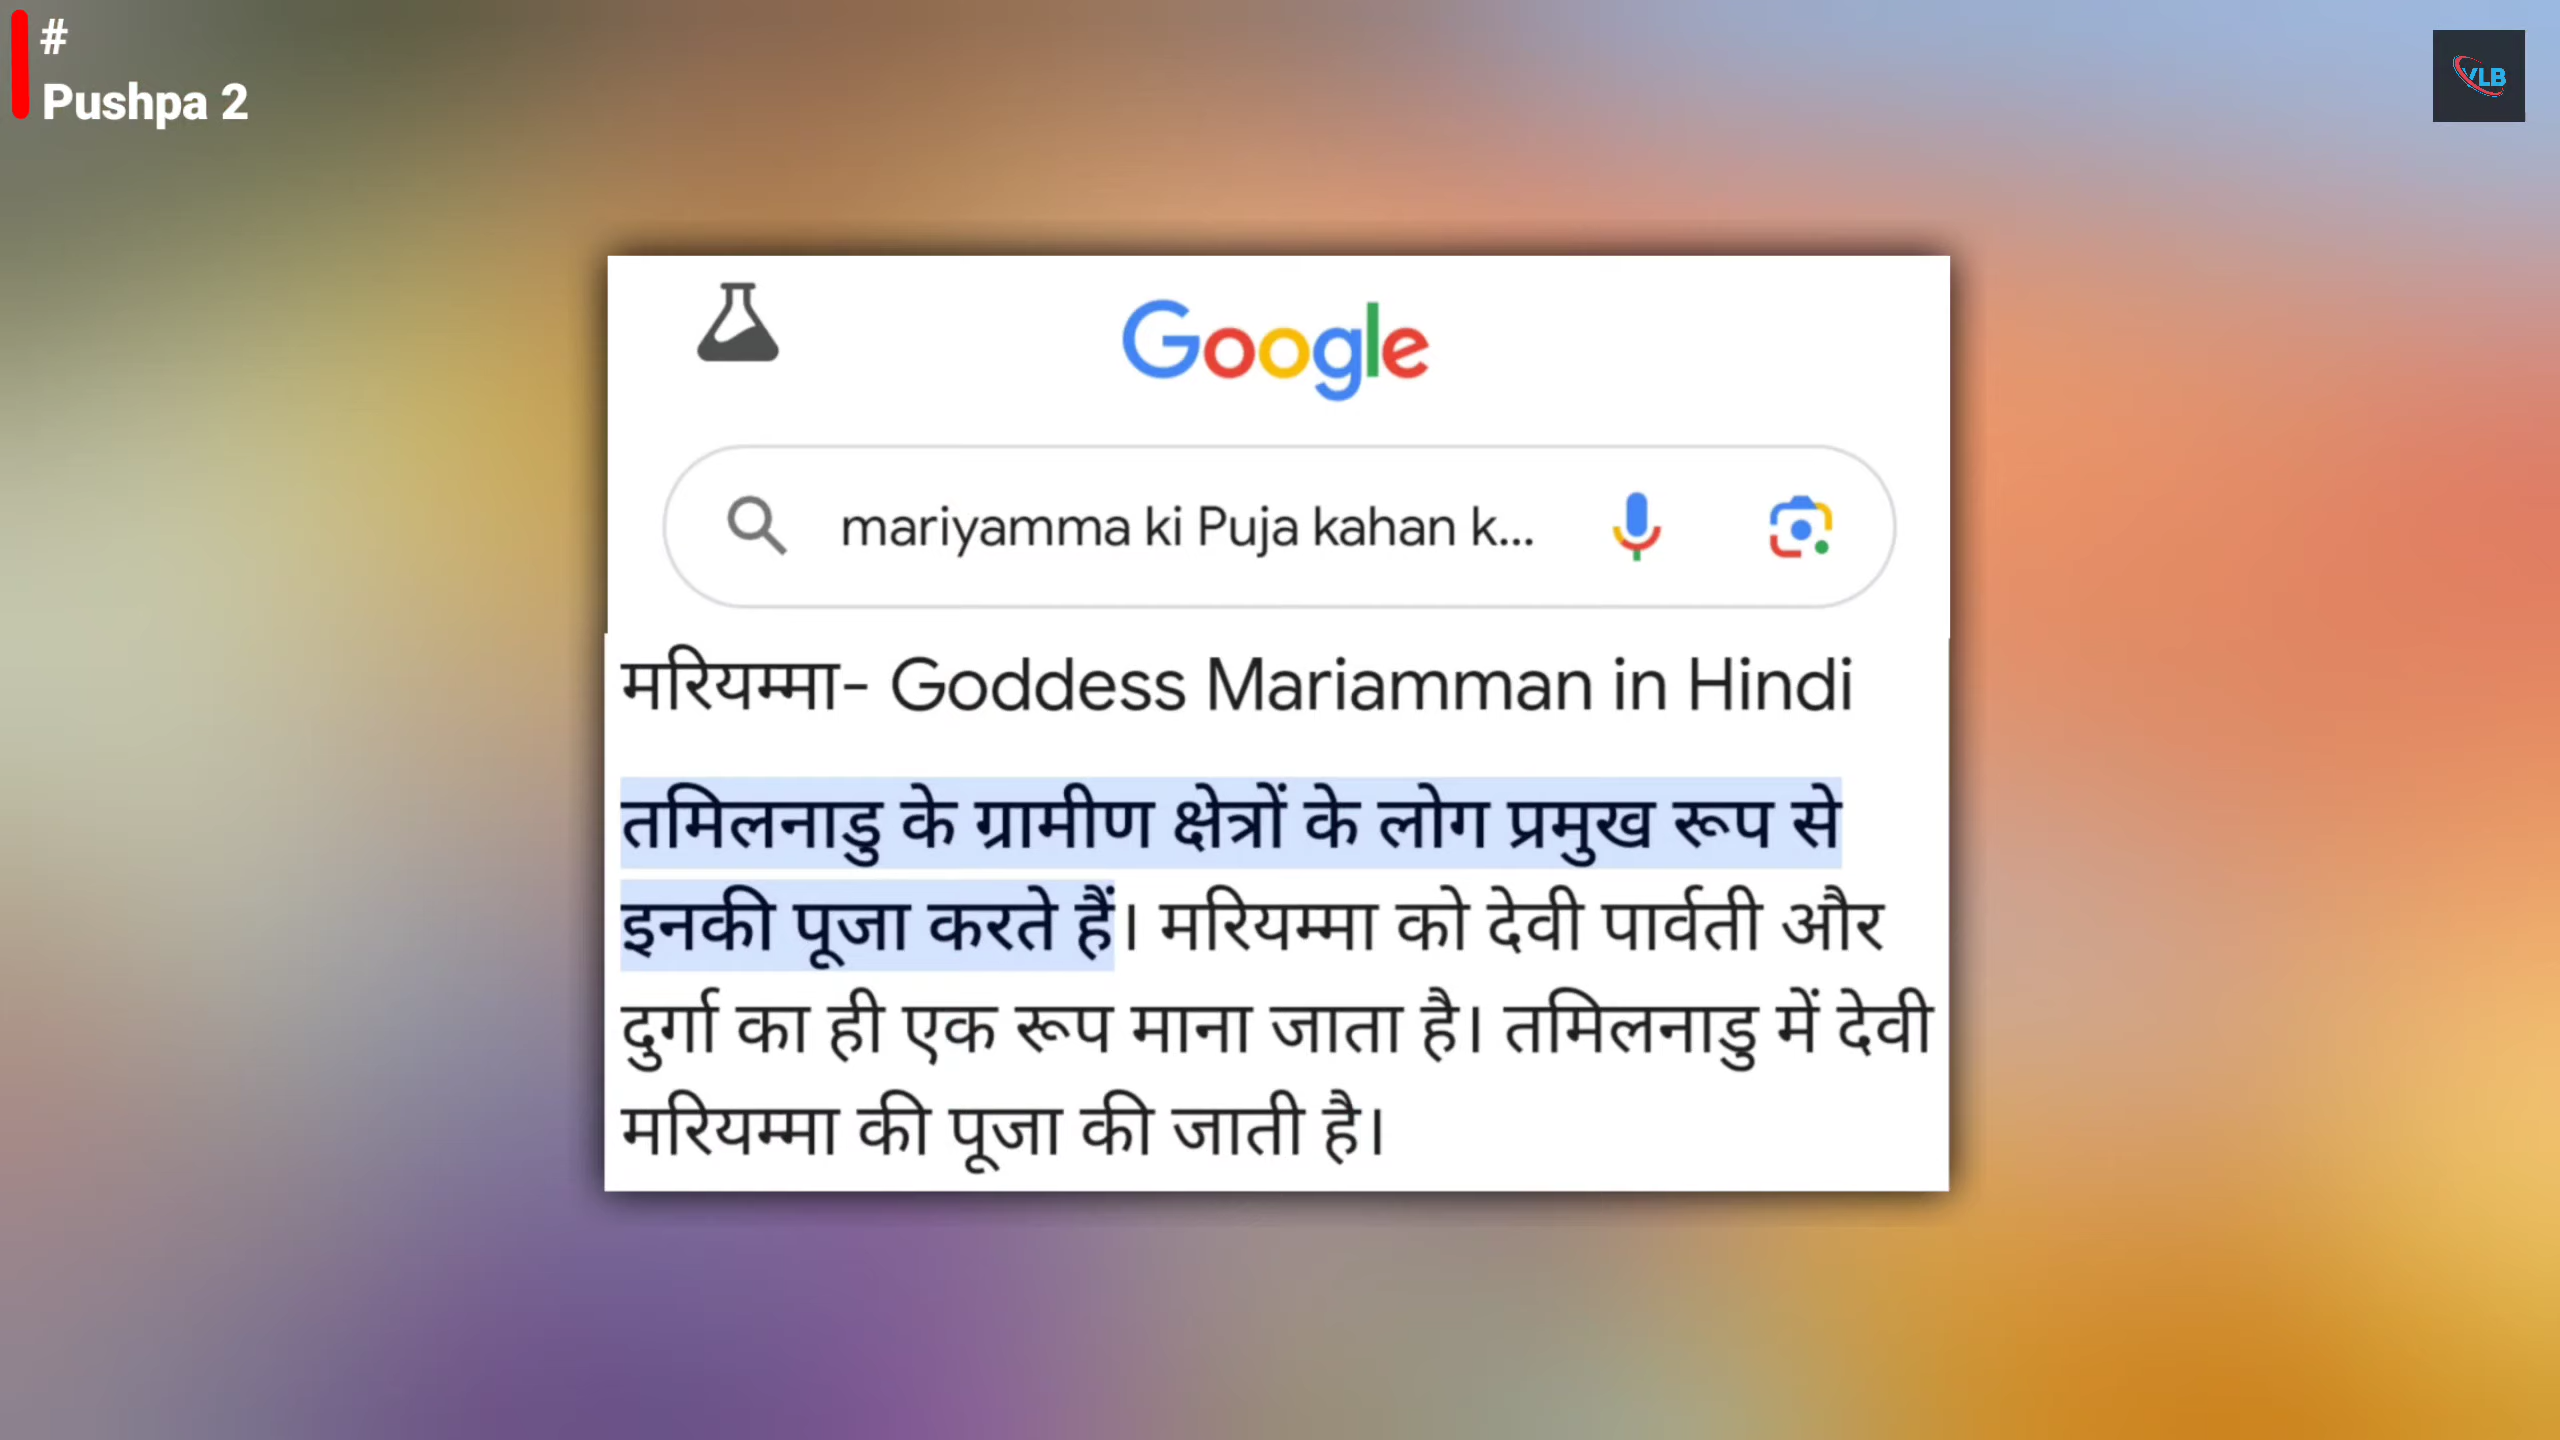 #
Pushpa 2
VLB
Google
mariyamma ki Puja kahan k...
मरियम्मा- Goddess Mariamman in Hindi
तमिलनाडु के ग्रामीण क्षेत्रों के लोग प्रमुख रूप से
इनकी पूजा करते हैं। मरियम्मा को देवी पार्वती और
दुर्गा का ही एक रूप माना जाता है। तमिलनाडु में देवी
मरियम्मा की पूजा की जाती है।